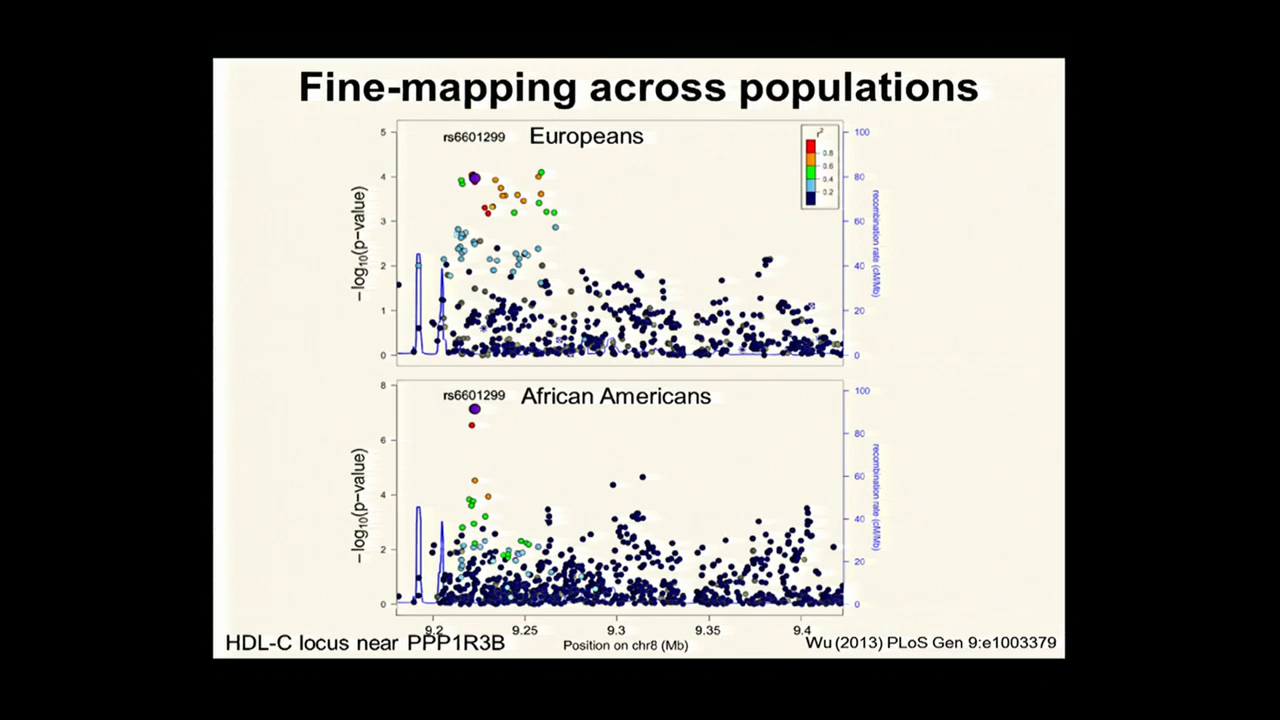 Fine-mapping across populations
rs6601299 Europeans
r²
0.8
0.6
0.4
0.2
5
4
3
2
1
0
−log10(p−value)
100
80
60
40
20
0
recombination rate (cM/Mb)
rs6601299 African Americans
8
6
4
2
0
−log10(p−value)
100
80
60
40
20
0
recombination rate (cM/Mb)
9.2 9.25 9.3 9.35 9.4
Position on chr8 (Mb)
HDL-C locus near PPP1R3B
Wu (2013) PLoS Gen 9:e1003379